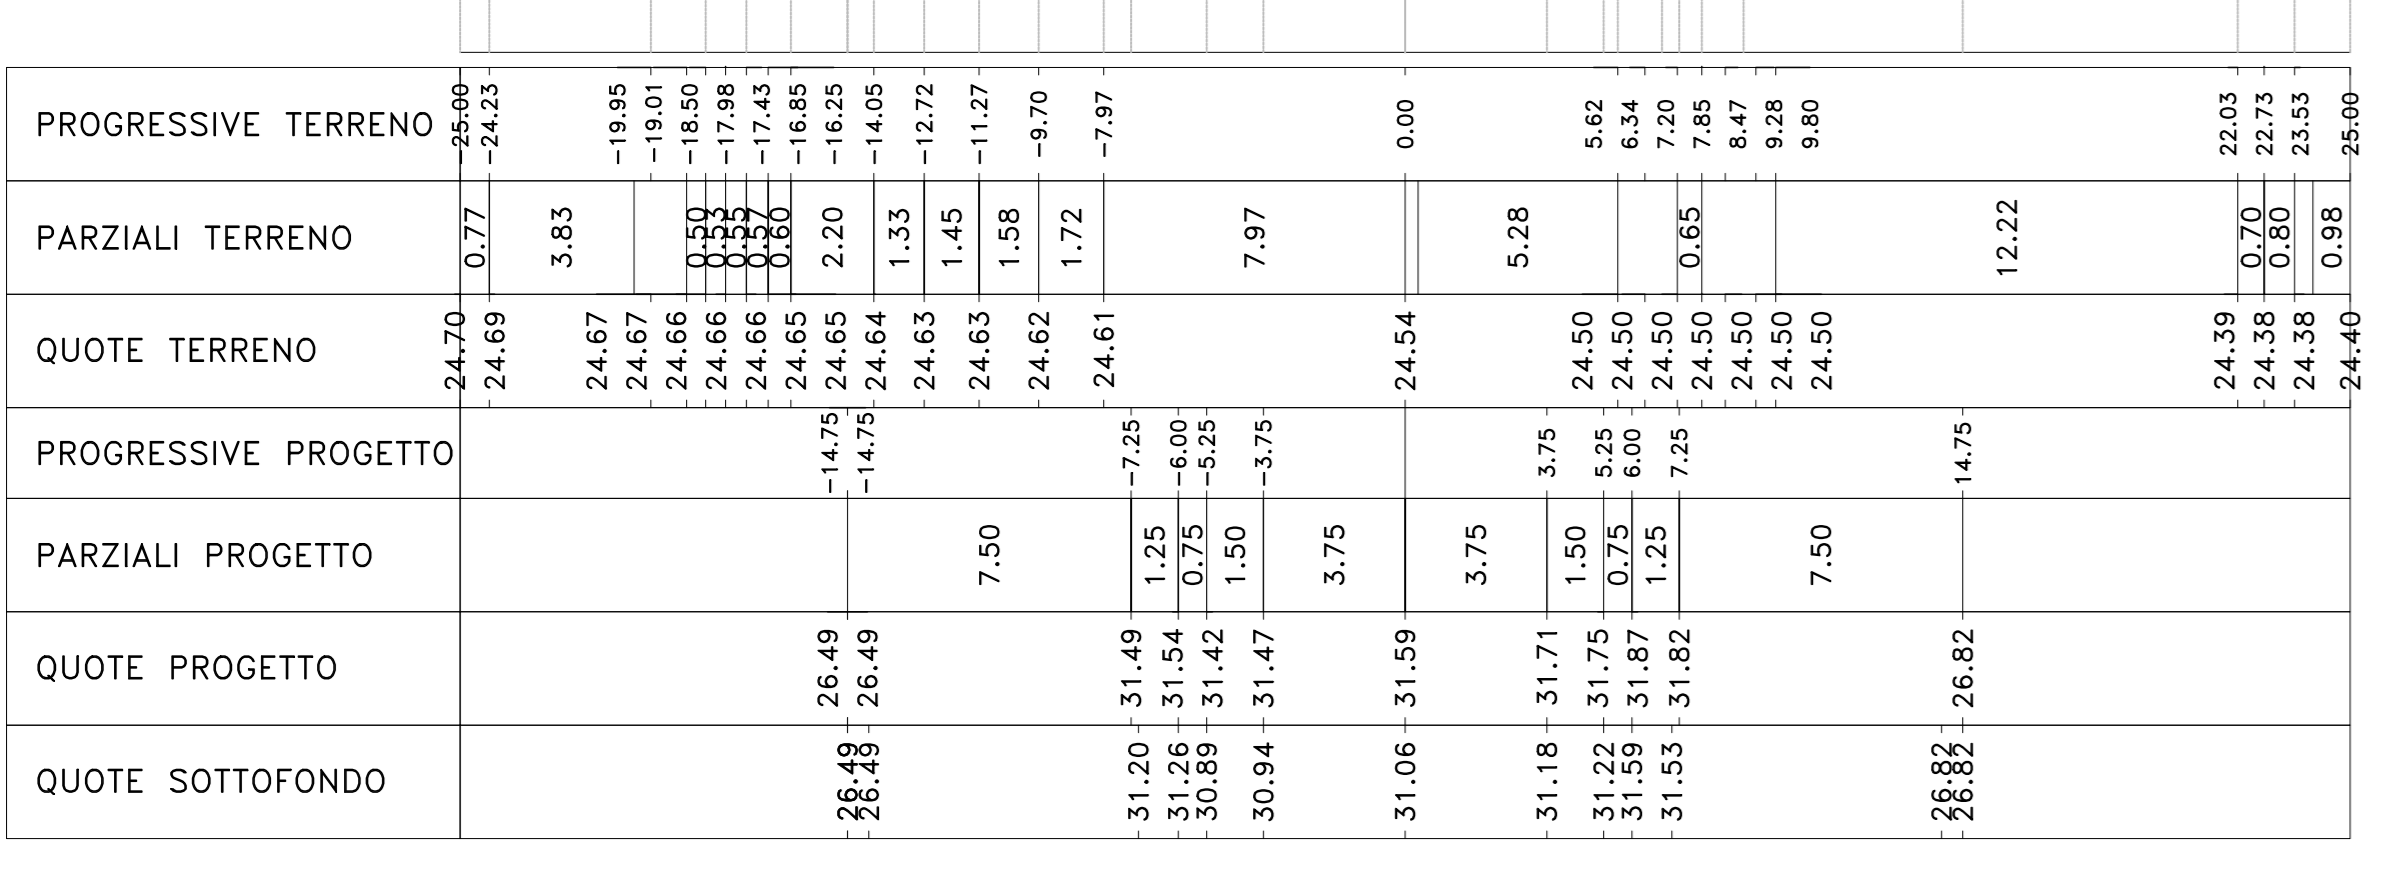 PROGRESSIVE TERRENO -25.00 -24.23 -19.95 -19.01 -18.50 -17.98 -17.43 -16.85 -16.25 -14.05 -12.72 -11.27 -9.70 -7.97 0.00 5.62 6.34 7.20 7.85 8.47 9.28 9.80 22.03 22.73 23.53 25.00
PARZIALI TERRENO 0.77 3.83 0.50 0.53 0.55 0.57 0.60 2.20 1.33 1.45 1.58 1.72 7.97 5.28 0.65 12.22 0.70 0.80 0.98
QUOTE TERRENO 24.70 24.69 24.67 24.67 24.66 24.66 24.66 24.65 24.65 24.64 24.63 24.63 24.62 24.61 24.54 24.50 24.50 24.50 24.50 24.50 24.50 24.50 24.39 24.38 24.38 24.40
PROGRESSIVE PROGETTO -14.75 -14.75 -7.25 -6.00 -5.25 -3.75 3.75 5.25 6.00 7.25 14.75
PARZIALI PROGETTO 7.50 1.25 0.75 1.50 3.75 3.75 1.50 0.75 1.25 7.50
QUOTE PROGETTO 26.49 26.49 31.49 31.54 31.42 31.47 31.59 31.71 31.75 31.87 31.82 26.82
QUOTE SOTTOFONDO 26.49 26.49 31.20 31.26 30.89 30.94 31.06 31.18 31.22 31.59 31.53 26.82 26.82